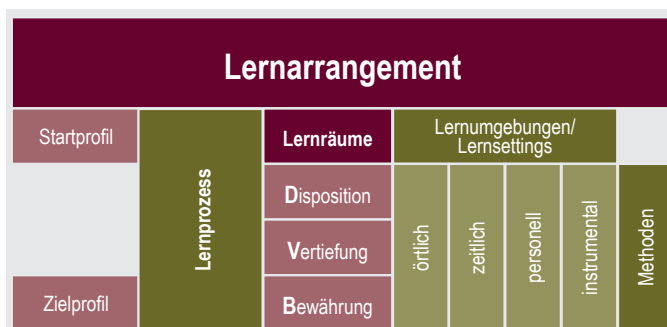 Lernarrangement
Startprofil
Lernprozess
Lernräume
Lernumgebungen/
Lernsettings
Disposition
Vertiefung
Bewährung
örtlich
zeitlich
personell
instrumental
Methoden
Zielprofil